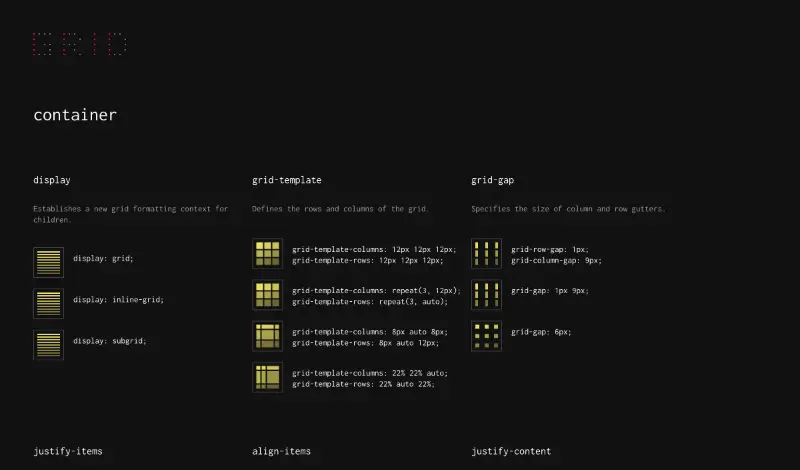 GRID
container
display
Establishes a new grid formatting context for
children.
display: grid;
display: inline-grid;
display: subgrid;
grid-template
Defines the rows and columns of the grid.
grid-template-columns: 12px 12px 12px;
grid-template-rows: 12px 12px 12px;
grid-template-columns: repeat(3, 12px);
grid-template-rows: repeat(3, auto);
grid-template-columns: 8px auto 8px;
grid-template-rows: 8px auto 12px;
grid-template-columns: 22% 22% auto;
grid-template-rows: 22% auto 22%;
grid-gap
Specifies the size of column and row gutters.
grid-row-gap: 1px;
grid-column-gap: 9px;
grid-gap: 1px 9px;
grid-gap: 6px;
justify-items
align-items
justify-content